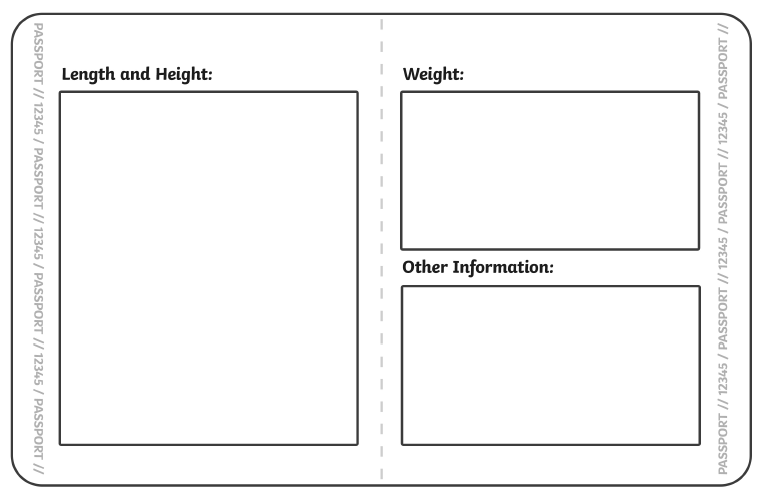 PASSPORT // 12345 / PASSPORT // 12345 / PASSPORT // 12345 / PASSPORT //
Length and Height:
Weight:
Other Information:
PASSPORT // 12345 / PASSPORT // 12345 / PASSPORT // 12345 / PASSPORT //